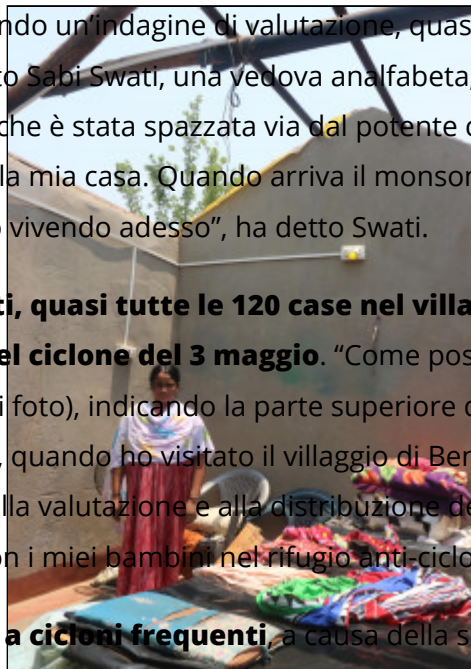 ndo un’indagine di valutazione, quas
to Sabi Swati, una vedova analfabeta,
che è stata spazzata via dal potente c
la mia casa. Quando arriva il monsor
vivendo adesso”, ha detto Swati.
ti, quasi tutte le 120 case nel villa
el ciclone del 3 maggio. “Come pos
i foto), indicando la parte superiore d
, quando ho visitato il villaggio di Ber
lla valutazione e alla distribuzione de
n i miei bambini nel rifugio anti-ciclo
a cicloni frequenti, a causa della s